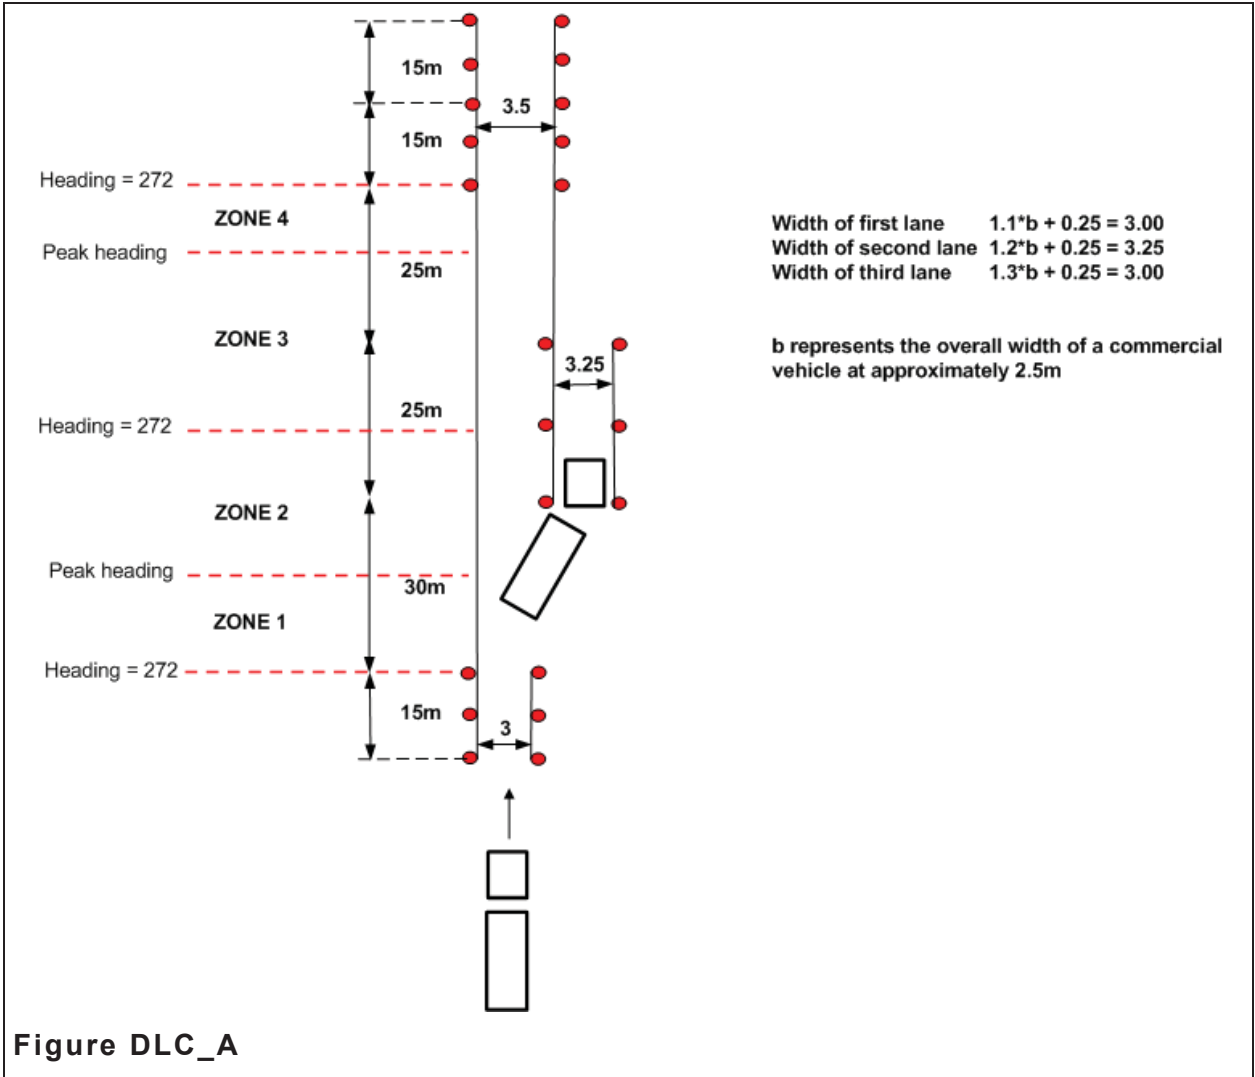 15m
3.5
15m
Heading = 272
ZONE 4
Peak heading
25m
Width of first lane 1.1*b + 0.25 = 3.00
Width of second lane 1.2*b + 0.25 = 3.25
Width of third lane 1.3*b + 0.25 = 3.00
ZONE 3
b represents the overall width of a commercial
vehicle at approximately 2.5m
3.25
25m
Heading = 272
ZONE 2
Peak heading
30m
ZONE 1
Heading = 272
15m
3
Figure DLC_A